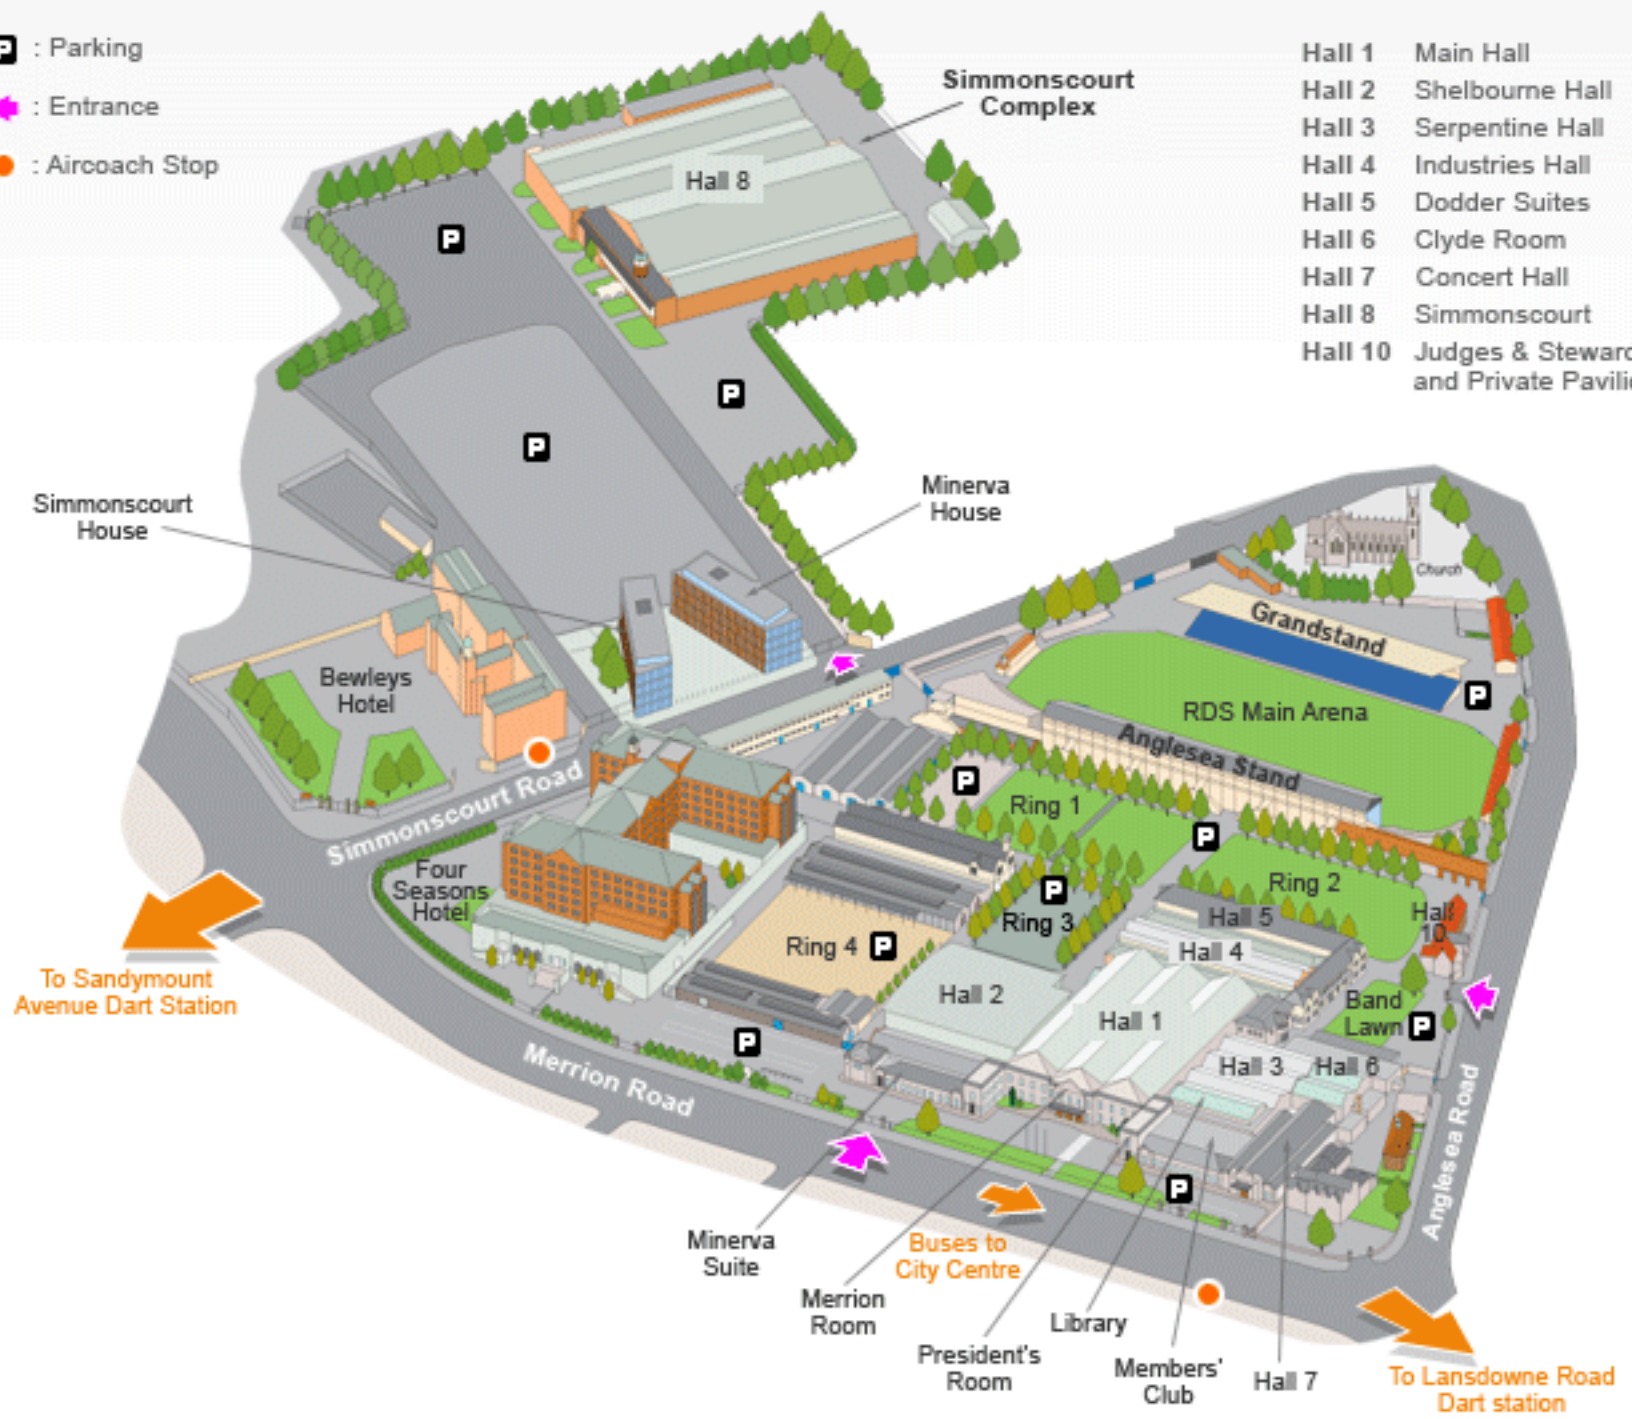 P : Parking
: Entrance
: Aircoach Stop
Hall 1 Main Hall
Hall 2 Shelbourne Hall
Hall 3 Serpentine Hall
Hall 4 Industries Hall
Hall 5 Dodder Suites
Hall 6 Clyde Room
Hall 7 Concert Hall
Hall 8 Simmonscourt
Hall 10 Judges & Steward
and Private Pavili
Simmonscourt
Complex
Hall 8
P
P
P
Simmonscourt
House
Minerva
House
Church
Grandstand
P
RDS Main Arena
Anglesea Stand
Bewleys
Hotel
Simmonscourt Road
P
Ring 1
P
Ring 2
Four
Seasons
Hotel
P
Ring 3
Hall 5
Hall
10
Ring 4 P
Hall 4
Hall 2
Hall 1
Band
Lawn P
To Sandymount
Avenue Dart Station
P
Merrion Road
Hall 3
Hall 6
Anglesea Road
P
Minerva
Suite
Buses to
City Centre
Merrion
Room
Library
President's
Room
Members'
Club
Hall 7
To Lansdowne Road
Dart station